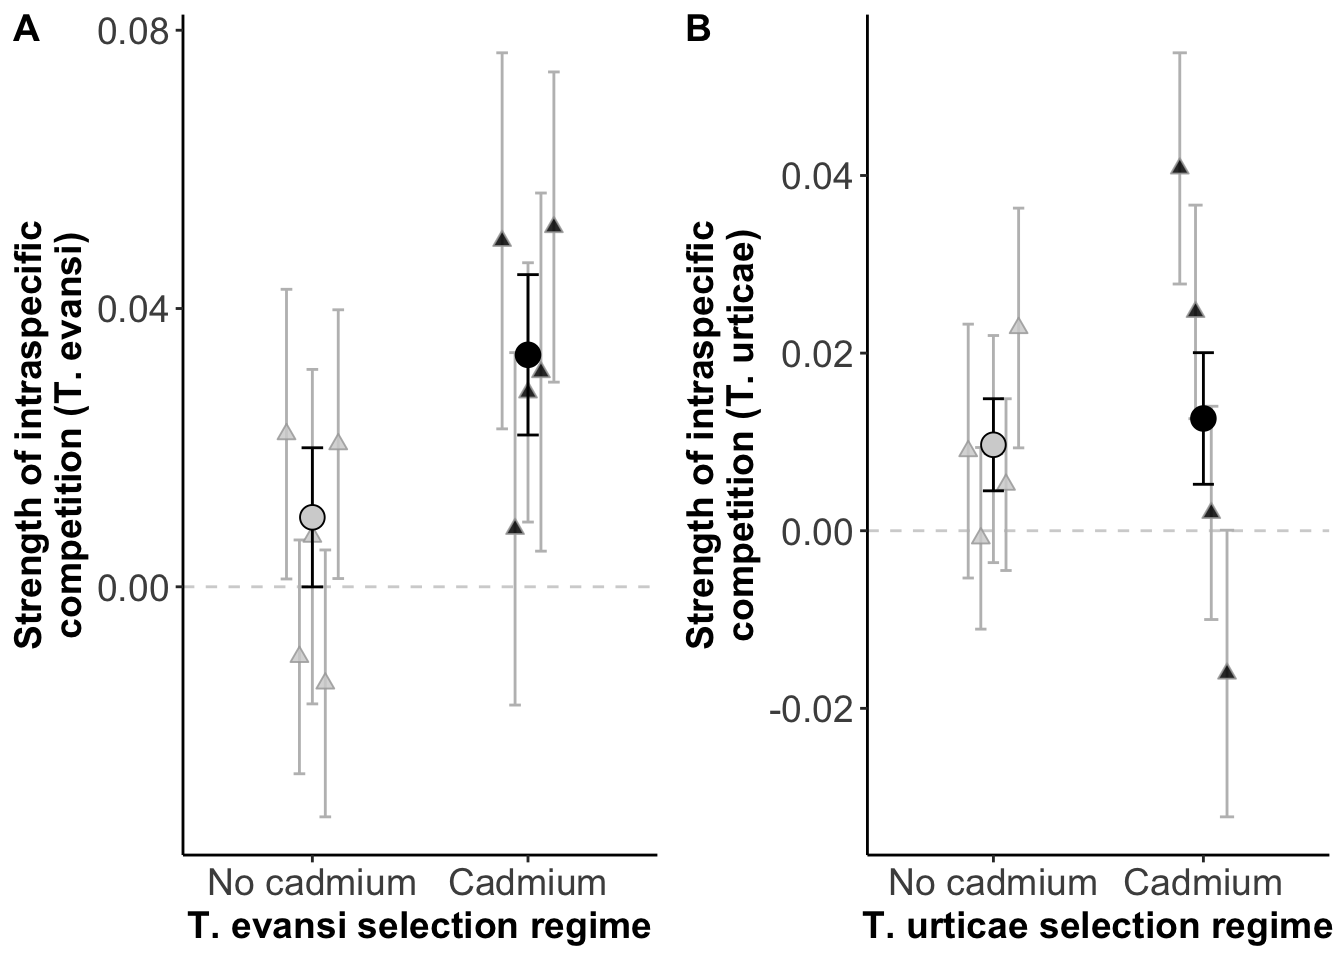 A
0.08
0.04
0.00
Strength of intraspecific
competition (T. evansi)
No cadmium
Cadmium
T. evansi selection regime
B
0.04
0.02
0.00
-0.02
Strength of intraspecific
competition (T. urticae)
No cadmium
Cadmium
T. urticae selection regime